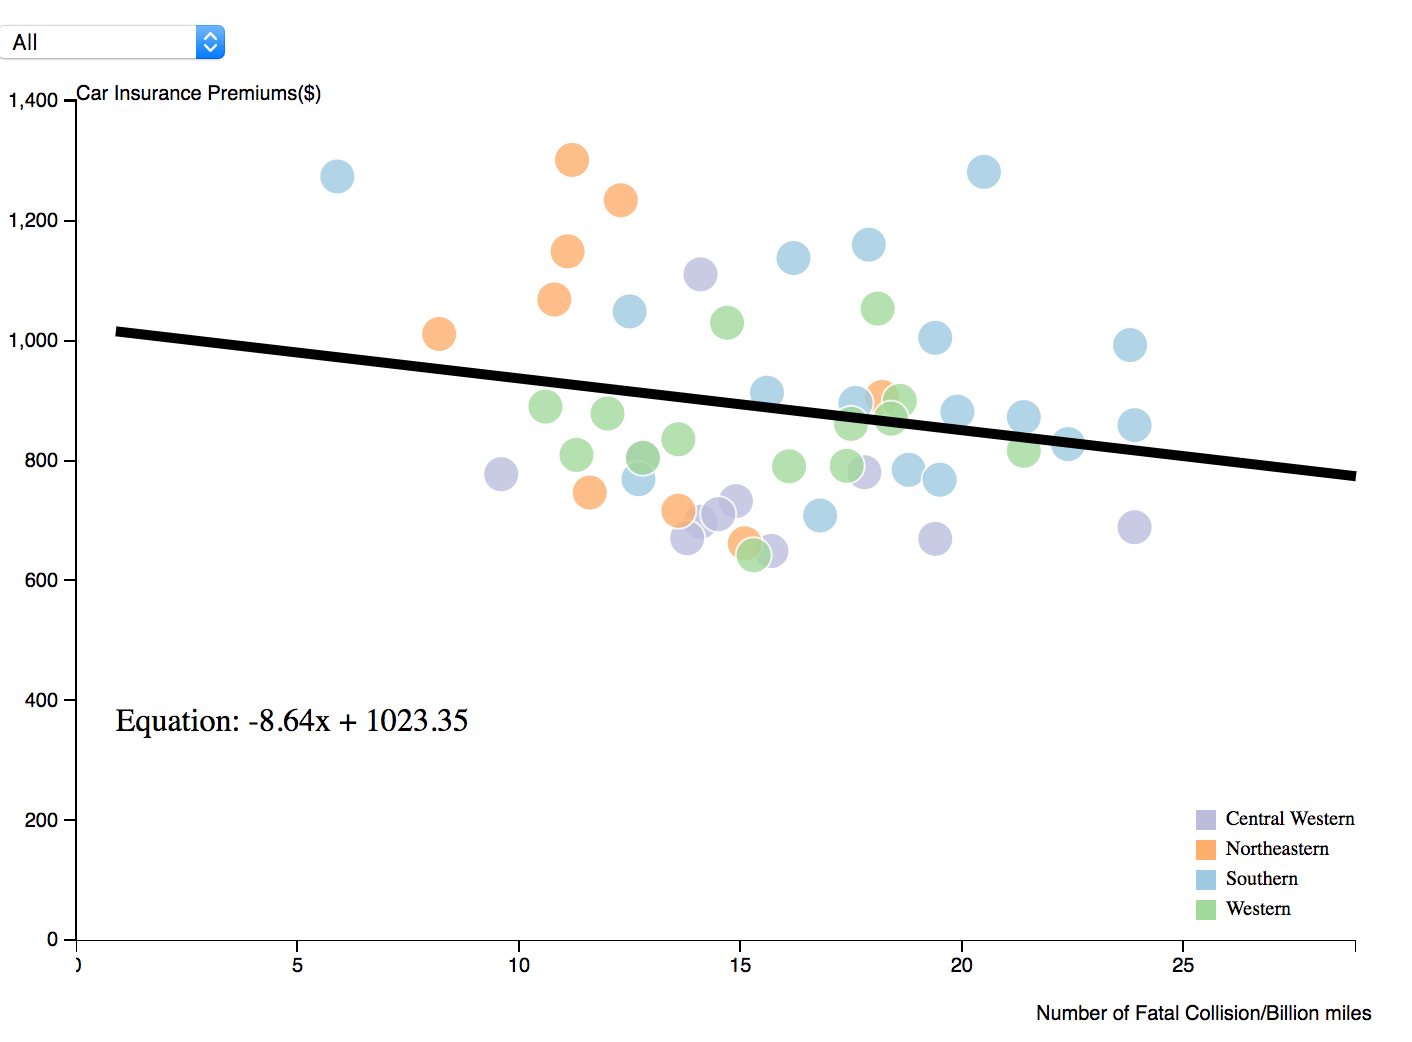 All
Car Insurance Premiums($)
1,400
1,200
1,000
800
600
400
200
0
Equation: -8.64x + 1023.35
Central Western
Northeastern
Southern
Western
0 5 10 15 20 25
Number of Fatal Collision/Billion miles